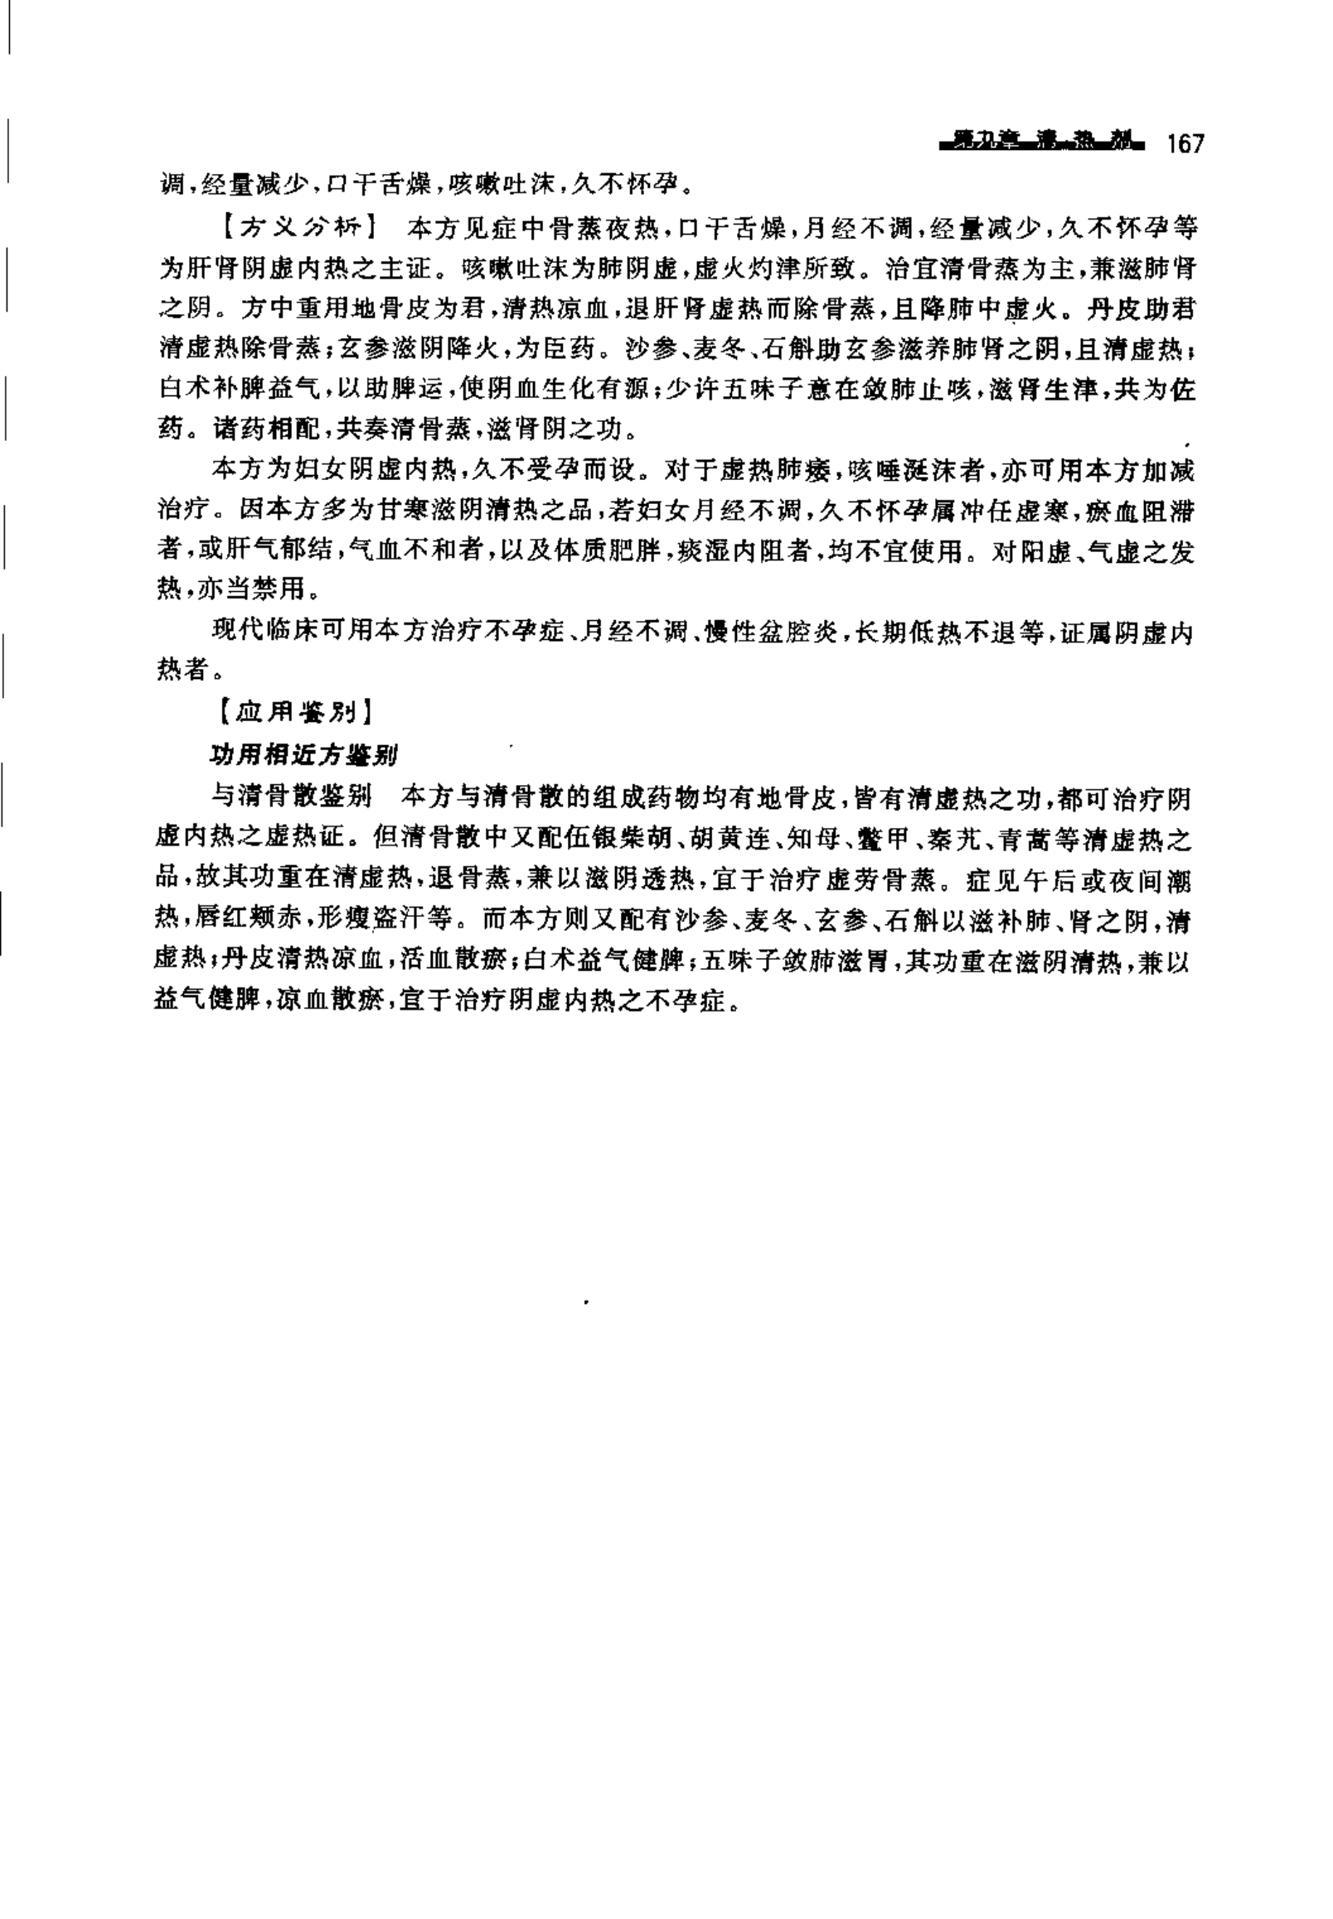 第九章 清热剂 167
调,经量减少,口干舌燥,咳嗽吐沫,久不怀孕。
【方义分析】 本方见症中骨蒸夜热,口干舌燥,月经不调,经量减少,久不怀孕等
为肝肾阴虚内热之主证。咳嗽吐沫为肺阴虚,虚火灼津所致。治宜清骨蒸为主,兼滋肺肾
之阴。方中重用地骨皮为君,清热凉血,退肝肾虚热而除骨蒸,且降肺中虚火。丹皮助君
清虚热除骨蒸;玄参滋阴降火,为臣药。沙参、麦冬、石斛助玄参滋养肺肾之阴,且清虚热;
白术补脾益气,以助脾运,使阴血生化有源;少许五味子意在敛肺止咳,滋肾生津,共为佐
药。诸药相配,共奏清骨蒸,滋肾阴之功。
本方为妇女阴虚内热,久不受孕而设。对于虚热肺痿,咳唾涎沫者,亦可用本方加减
治疗。因本方多为甘寒滋阴清热之品,若妇女月经不调,久不怀孕属冲任虚寒,瘀血阻滞
者,或肝气郁结,气血不和者,以及体质肥胖,痰湿内阻者,均不宜使用。对阳虚、气虚之发
热,亦当禁用。
现代临床可用本方治疗不孕症、月经不调、慢性盆腔炎,长期低热不退等,证属阴虚内
热者。
【应用鉴别】
功用相近方鉴别
与清骨散鉴别 本方与清骨散的组成药物均有地骨皮,皆有清虚热之功,都可治疗阴
虚内热之虚热证。但清骨散中又配伍银柴胡、胡黄连、知母、鳖甲、秦艽、青蒿等清虚热之
品,故其功重在清虚热,退骨蒸,兼以滋阴透热,宜于治疗虚劳骨蒸。症见午后或夜间潮
热,唇红颊赤,形瘦盗汗等。而本方则又配有沙参、麦冬、玄参、石斛以滋补肺、肾之阴,清
虚热;丹皮清热凉血,活血散瘀;白术益气健脾;五味子敛肺滋胃,其功重在滋阴清热,兼以
益气健脾,凉血散瘀,宜于治疗阴虚内热之不孕症。